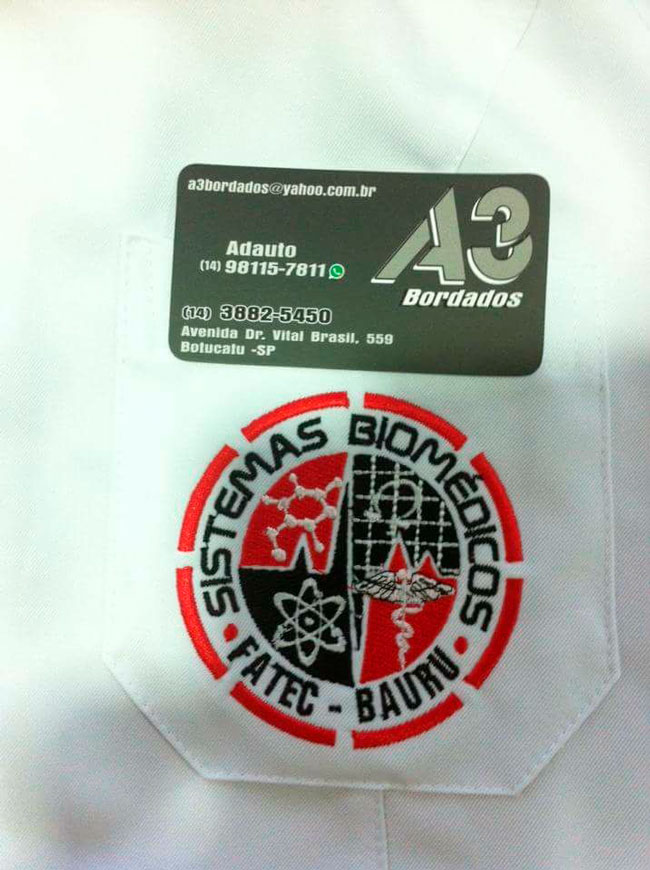 a3bordados@yahoo.com.br
Adauto
(14) 98115-7811
A3
Bordados
(14) 3882-5450
Avenida Dr. Vital Brasil, 559
Botucatu -SP
SISTEMAS BIOMÉDICOS
FATEC - BAURU